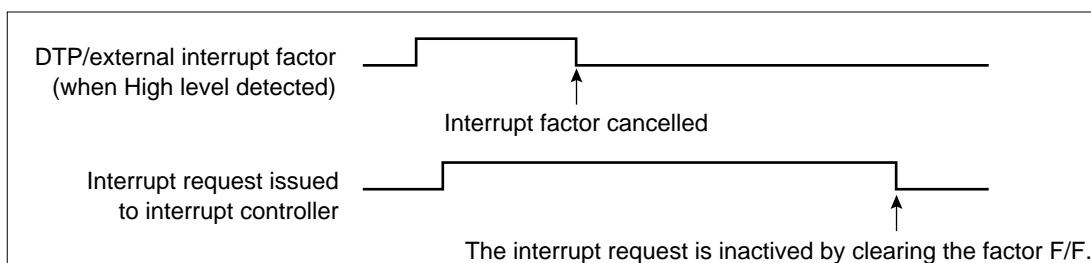 DTP/external interrupt factor
(when High level detected)
Interrupt factor cancelled
Interrupt request issued
to interrupt controller
The interrupt request is inactived by clearing the factor F/F.